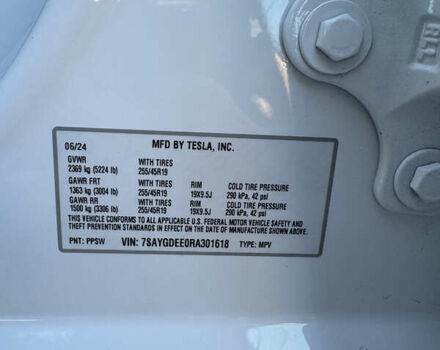 06/24 MFD BY TESLA, INC.
GVWR WITH TIRES
2369 kg (5224 lb) 255/45R19
GAWR FRT WITH TIRES RIM COLD TIRE PRESSURE
1363 kg (3004 lb) 255/45R19 19X9.5J 290 kPa, 42 psi
GAWR RR WITH TIRES RIM COLD TIRE PRESSURE
1500 kg (3306 lb) 255/45R19 19X9.5J 290 kPa, 42 psi
THIS VEHICLE CONFORMS TO ALL APPLICABLE U.S. FEDERAL MOTOR VEHICLE SAFETY AND
THEFT PREVENTION STANDARDS IN EFFECT ON THE DATE OF MANUFACTURE SHOWN ABOVE.
PNT: PPSW VIN: 7SAYGDEE0RA301618 TYPE: MPV